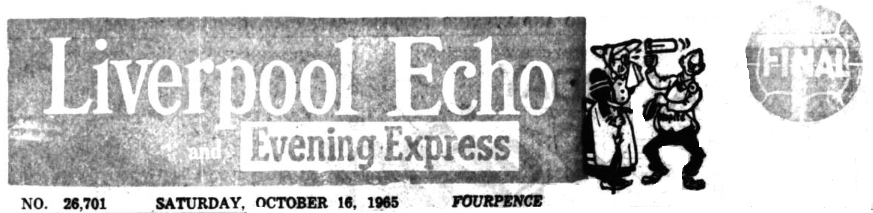 Liverpool Echo
and Evening Express
FINAL
NO. 26,701 SATURDAY, OCTOBER 16, 1965 FOURPENCE